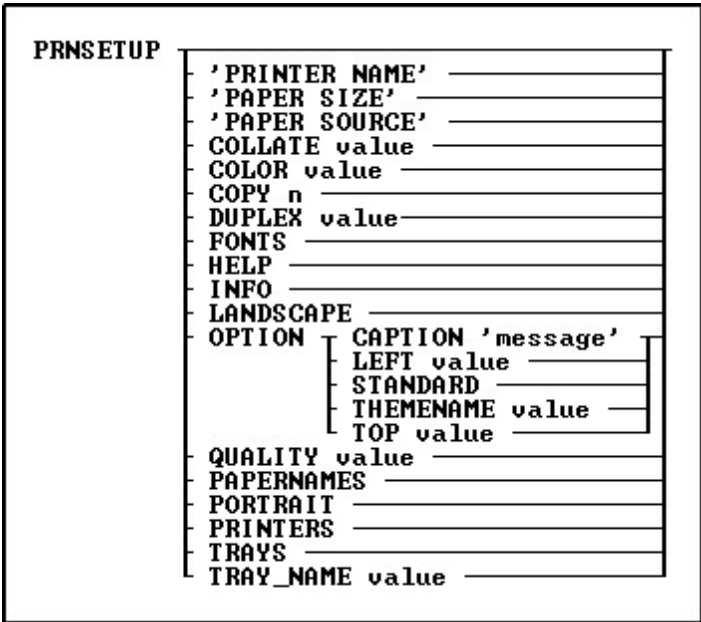 PRNSETUP
'PRINTER NAME'
'PAPER SIZE'
'PAPER SOURCE'
COLLATE value
COLOR value
COPY n
DUPLEX value
FONTS
HELP
INFO
LANDSCAPE
OPTION CAPTION 'message'
LEFT value
STANDARD
THEMENAME value
TOP value
QUALITY value
PAPERNAMES
PORTRAIT
PRINTERS
TRAYS
TRAY_NAME value